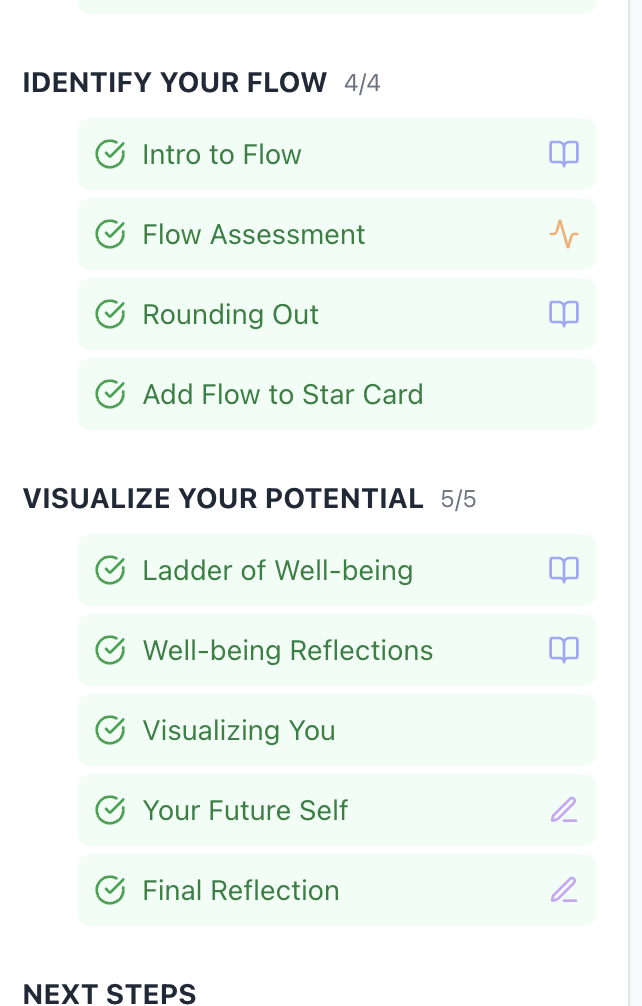 IDENTIFY YOUR FLOW 4/4
Intro to Flow
Flow Assessment
Rounding Out
Add Flow to Star Card
VISUALIZE YOUR POTENTIAL 5/5
Ladder of Well-being
Well-being Reflections
Visualizing You
Your Future Self
Final Reflection
NEXT STEPS